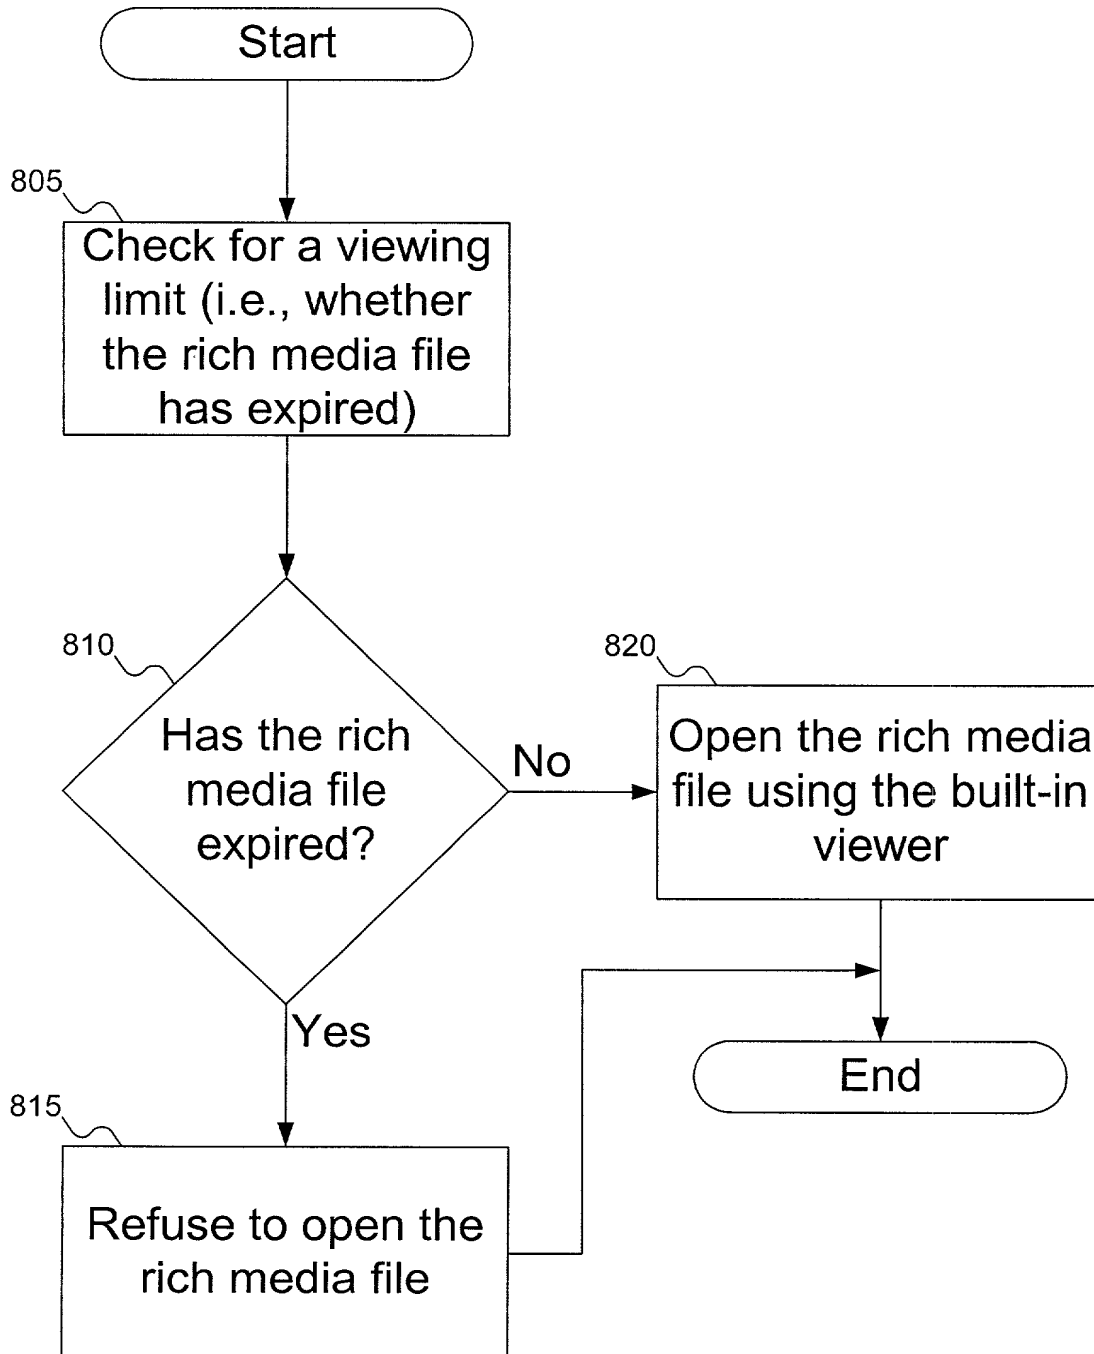 Start
805
Check for a viewing
limit (i.e., whether
the rich media file
has expired)
810
Has the rich
media file
expired?
No
820
Open the rich media
file using the built-in
viewer
Yes
End
815
Refuse to open the
rich media file